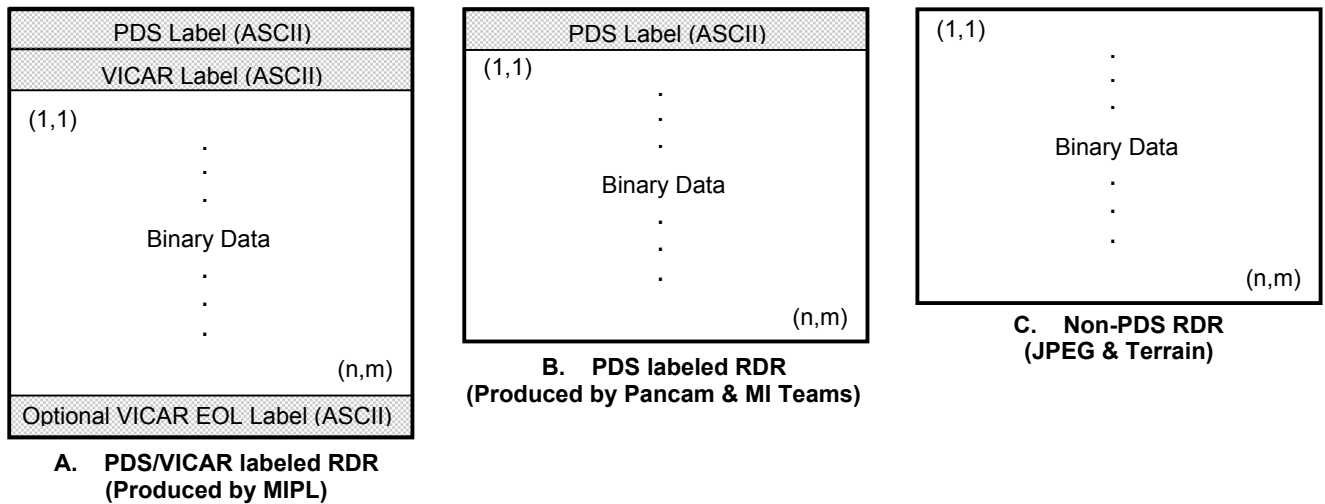 PDS Label (ASCII)
VICAR Label (ASCII)
(1,1)
.
.
.
Binary Data
.
.
.
(n,m)
Optional VICAR EOL Label (ASCII)
A. PDS/VICAR labeled RDR
(Produced by MIPL)
PDS Label (ASCII)
(1,1)
.
.
.
Binary Data
.
.
.
(n,m)
B. PDS labeled RDR
(Produced by Pancam & MI Teams)
(1,1)
.
.
.
Binary Data
.
.
.
(n,m)
C. Non-PDS RDR
(JPEG & Terrain)